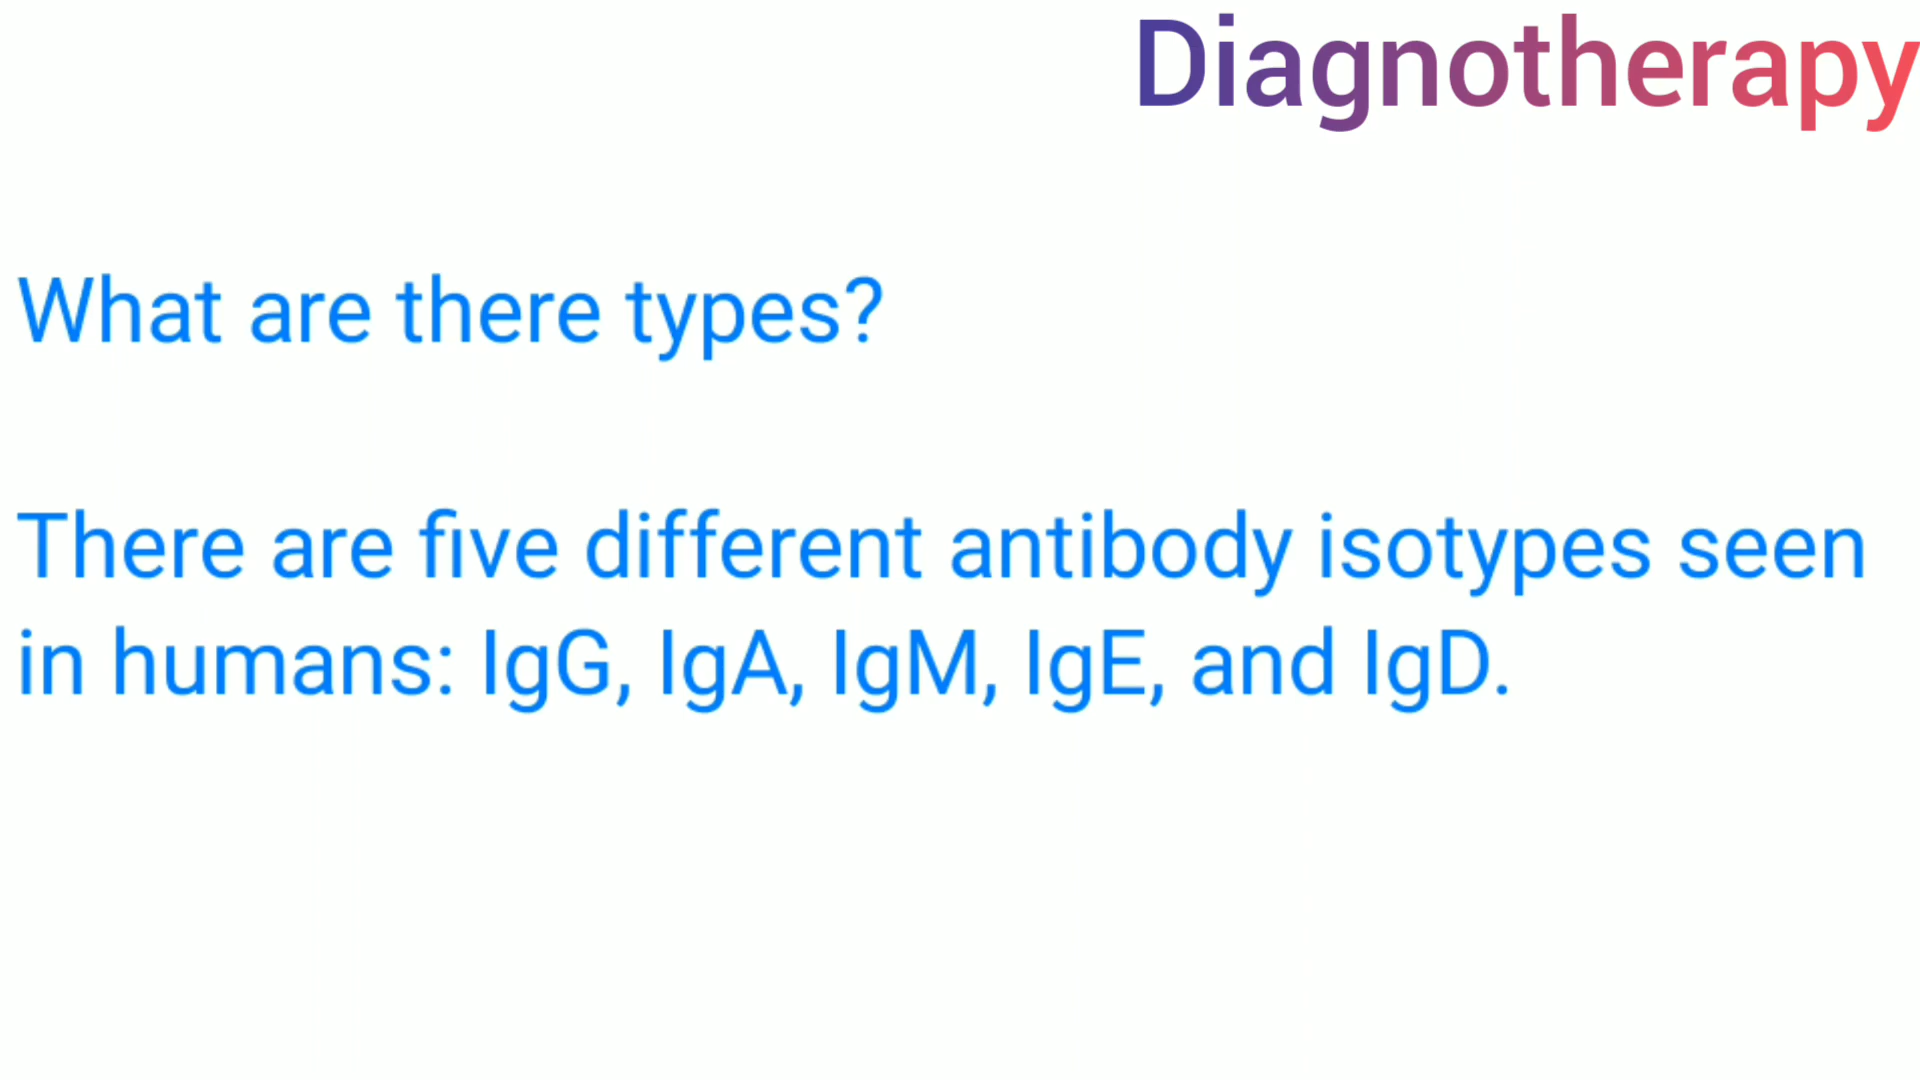 Diagnotherapy
What are there types?
There are five different antibody isotypes seen
in humans: IgG, IgA, IgM, IgE, and IgD.